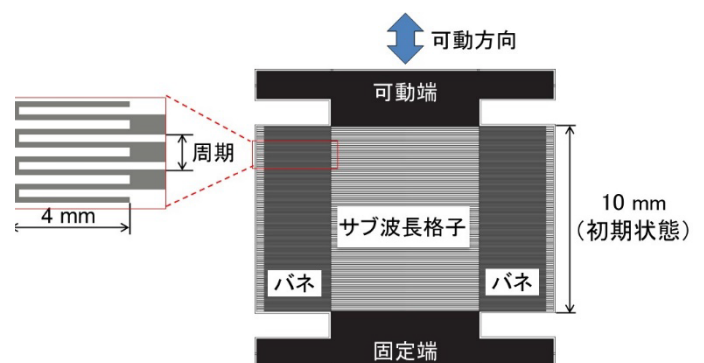 可動方向
可動端
周期
4 mm
サブ波長格子
10 mm
（初期状態）
バネ
バネ
固定端